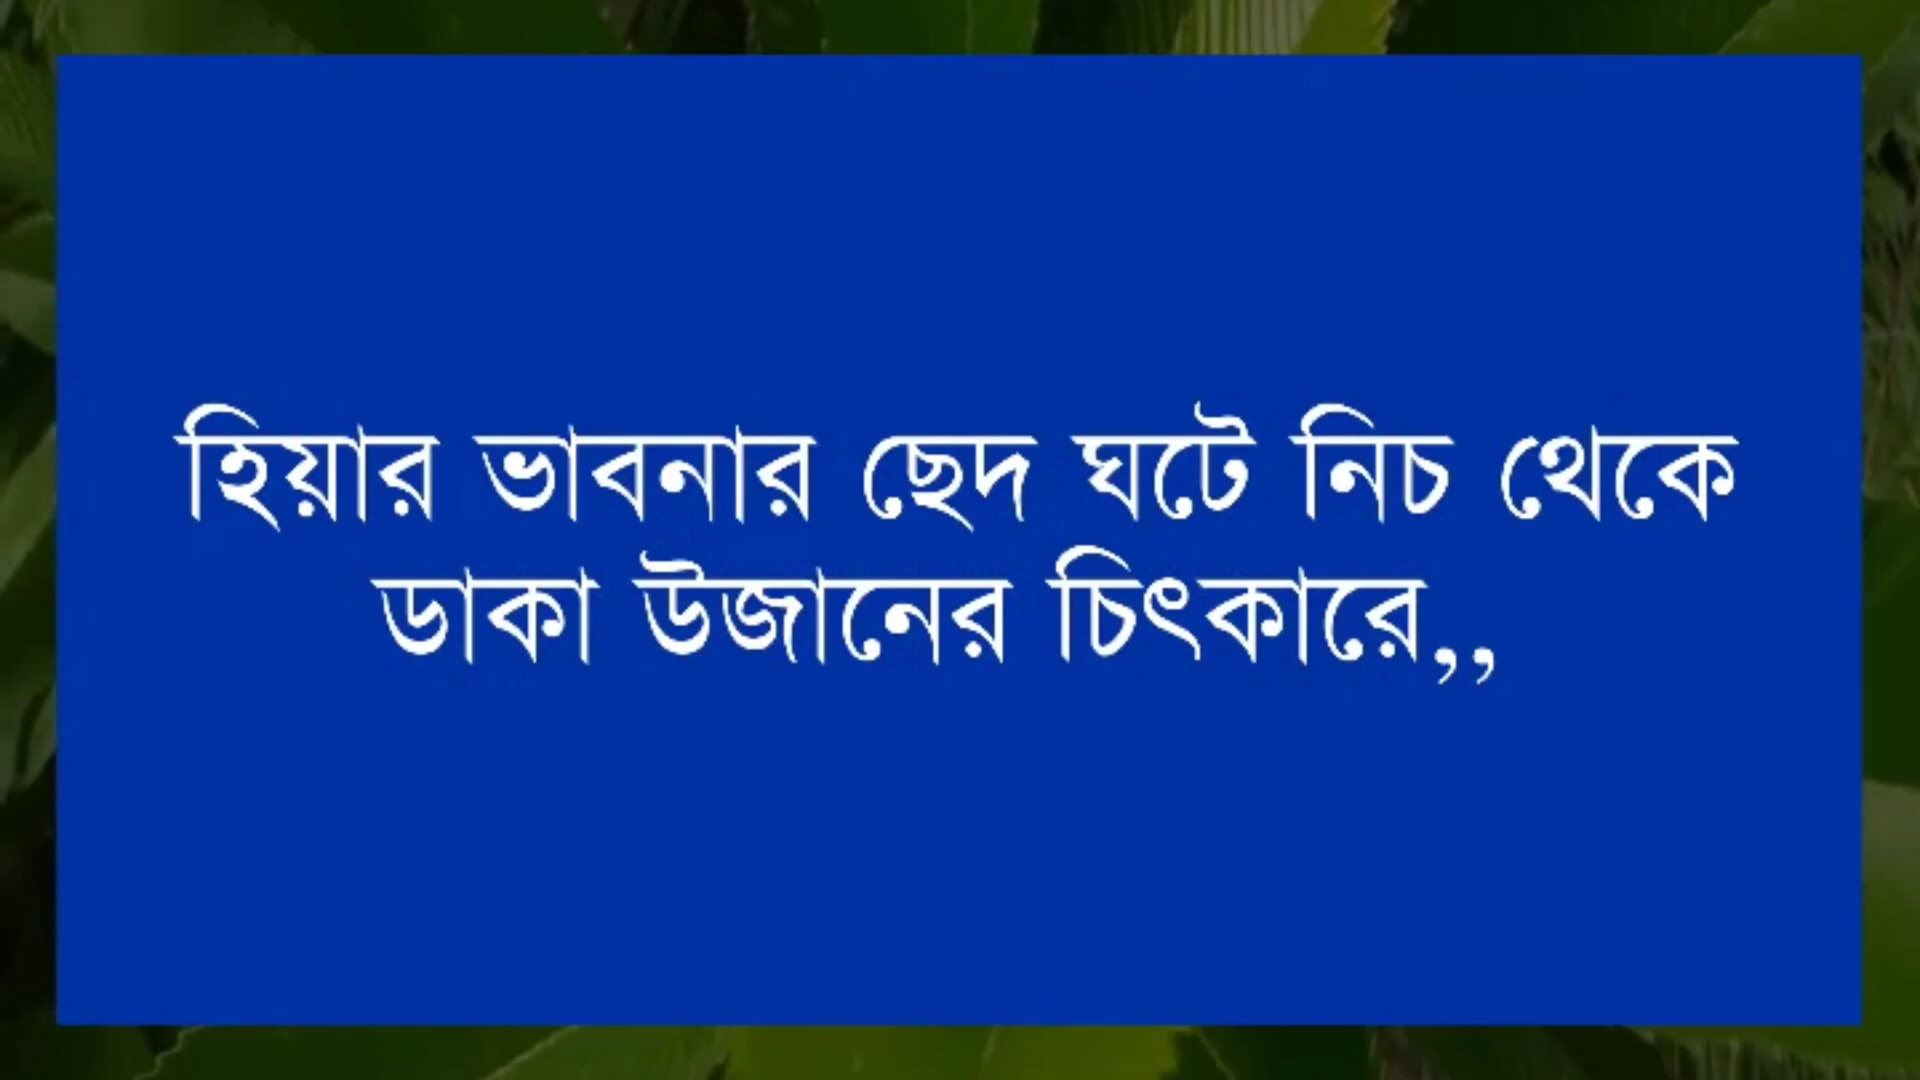 হিয়ার ভাবনার ছেদ ঘটে নিচ থেকে
ডাকা উজানের চিৎকারে,,